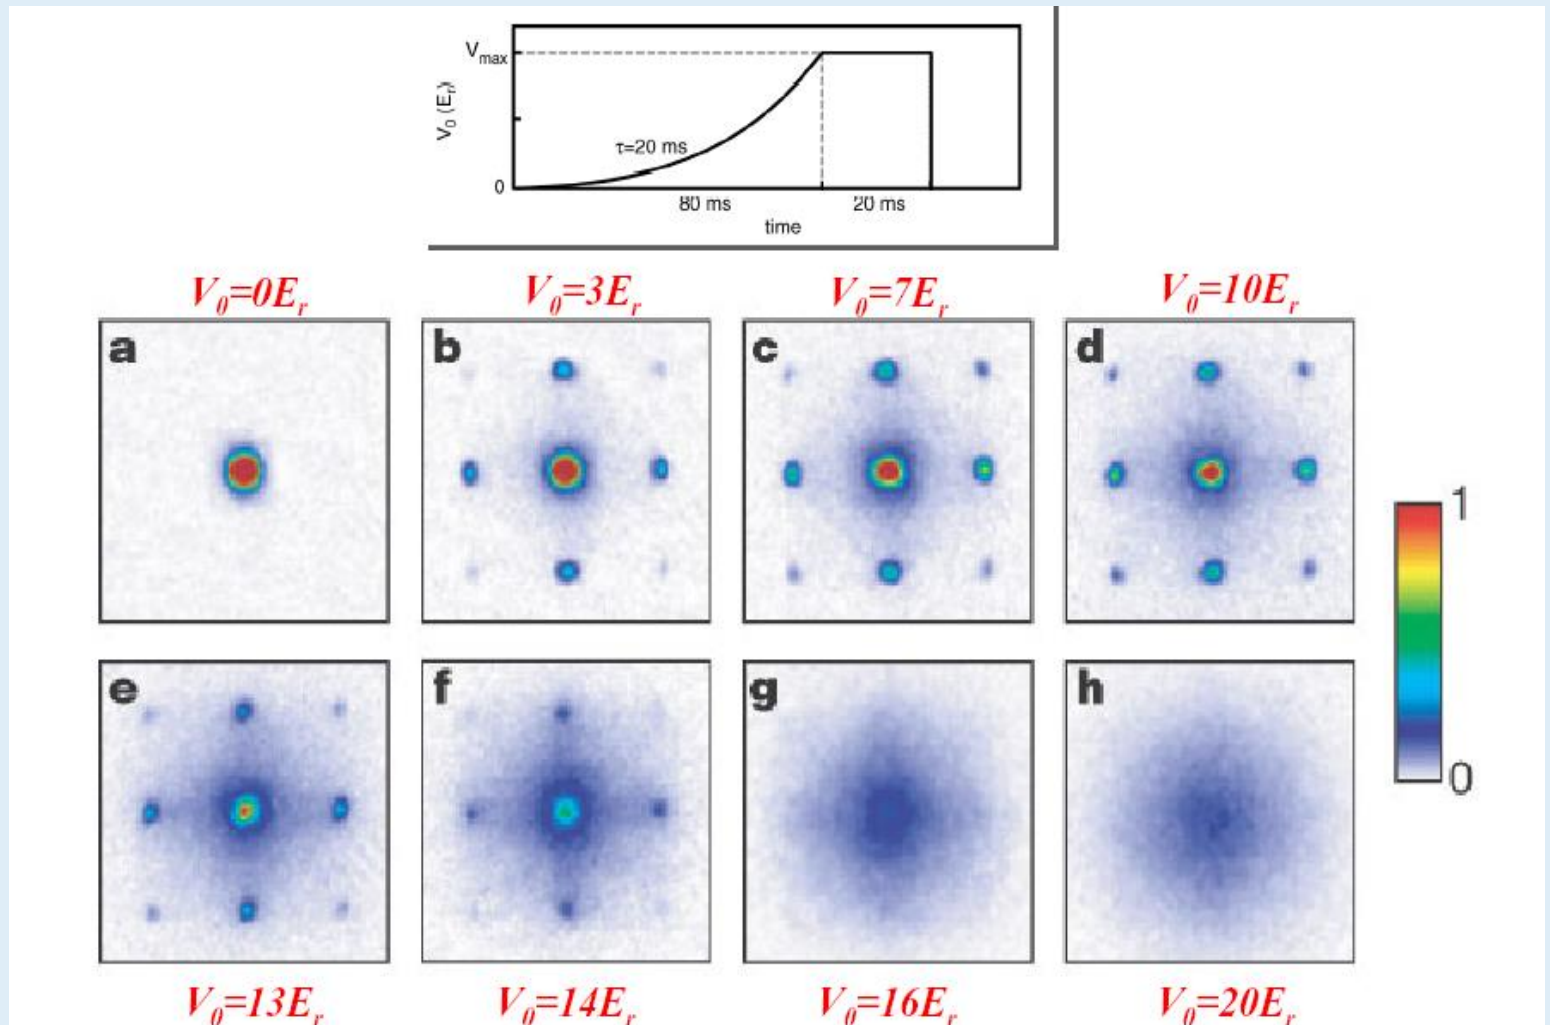 Vmax
V0 (Er)
τ=20 ms
0
80 ms 20 ms
time
V0=0Er V0=3Er V0=7Er V0=10Er
a b c d
1
e f g h
0
V0=13Er V0=14Er V0=16Er V0=20Er